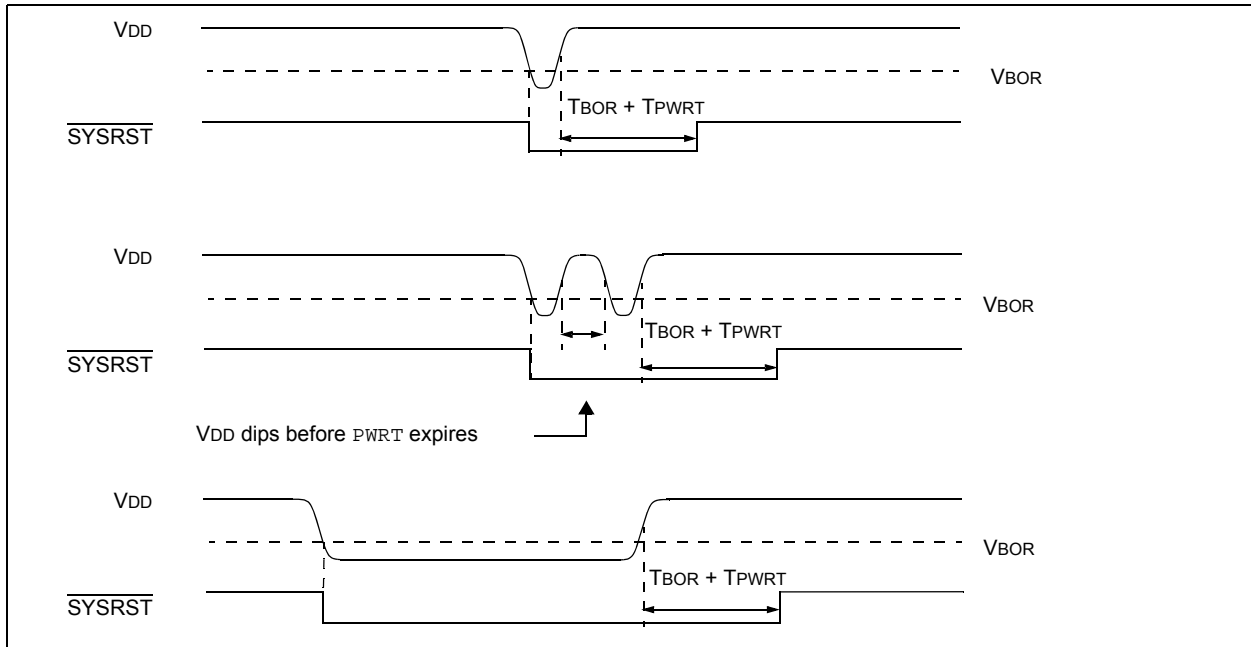 VDD
VBOR
TBOR + TPWRT
SYSRST
VDD
VBOR
TBOR + TPWRT
SYSRST
VDD dips before PWRT expires
VDD
VBOR
TBOR + TPWRT
SYSRST